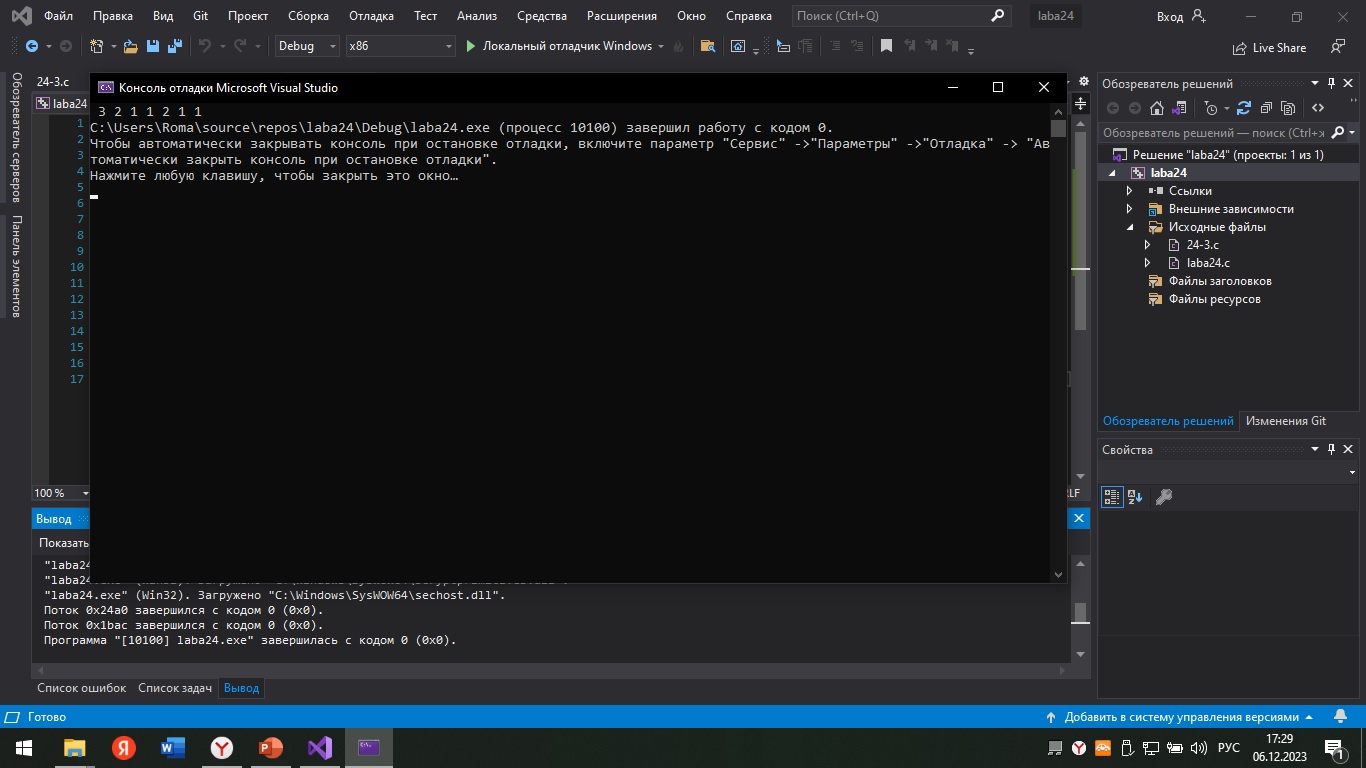 Файл Правка Вид Git Проект Сборка Отладка Тест Анализ Средства Расширения Окно Справка Поиск (Ctrl+Q) laba24 Вход
Debug x86 Локальный отладчик Windows Live Share
24-3.c
laba24
Обозреватель серверов
Панель элементов
1
2
3
4
5
6
7
8
9
10
11
12
13
14
15
16
17
Консоль отладки Microsoft Visual Studio
3 2 1 1 2 1 1
C:\Users\Roma\source\repos\laba24\Debug\laba24.exe (процесс 10100) завершил работу с кодом 0.
Чтобы автоматически закрывать консоль при остановке отладки, включите параметр "Сервис" ->"Параметры" ->"Отладка" -> "Ав
томатически закрыть консоль при остановке отладки".
Нажмите любую клавишу, чтобы закрыть это окно…
Обозреватель решений
Обозреватель решений — поиск (Ctrl+ж
Решение "laba24" (проекты: 1 из 1)
laba24
Ссылки
Внешние зависимости
Исходные файлы
24-3.c
laba24.c
Файлы заголовков
Файлы ресурсов
Обозреватель решений Изменения Git
Свойства
100 %
Вывод
Показать
"laba24.exe" (Win32). Загружено "C:\Windows\SysWOW64\sechost.dll".
Поток 0x24a0 завершился с кодом 0 (0x0).
Поток 0x1bac завершился с кодом 0 (0x0).
Программа "[10100] laba24.exe" завершилась с кодом 0 (0x0).
Список ошибок Список задач Вывод
Готово Добавить в систему управления версиями
РУС 17:29
06.12.2023
1